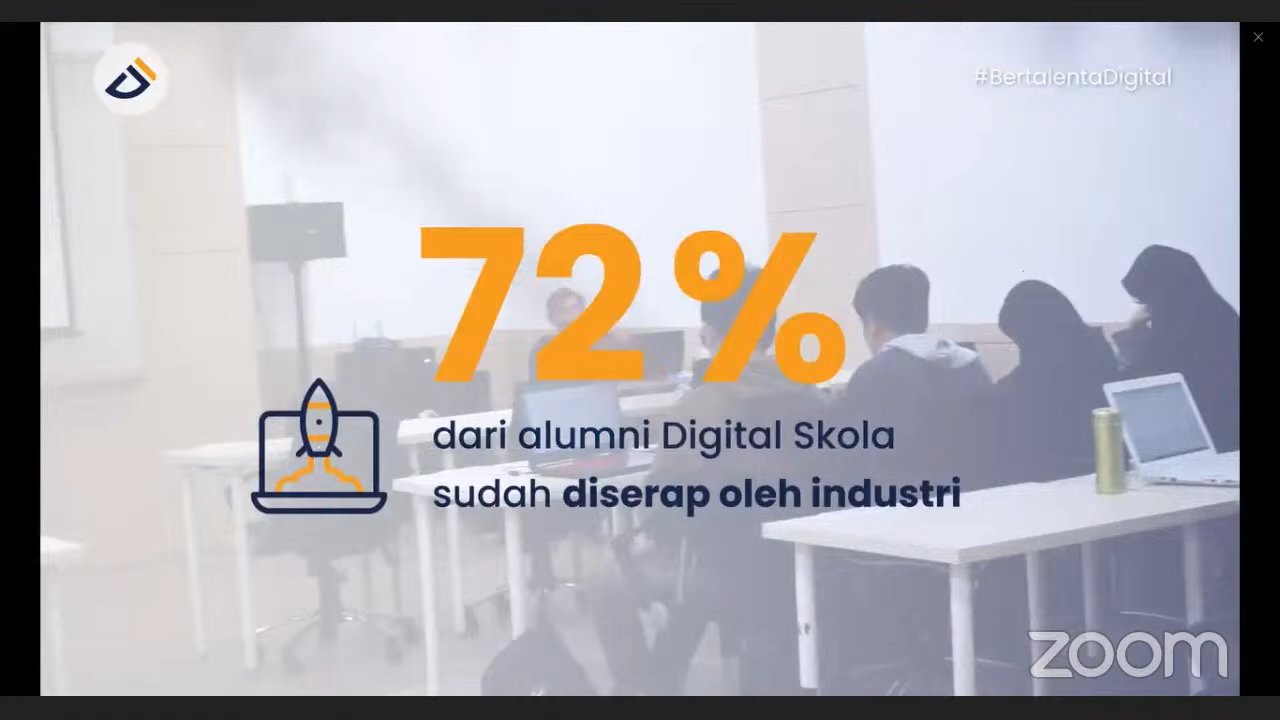 #BertalentaDigital
72%
dari alumni Digital Skola
sudah diserap oleh industri
zoom